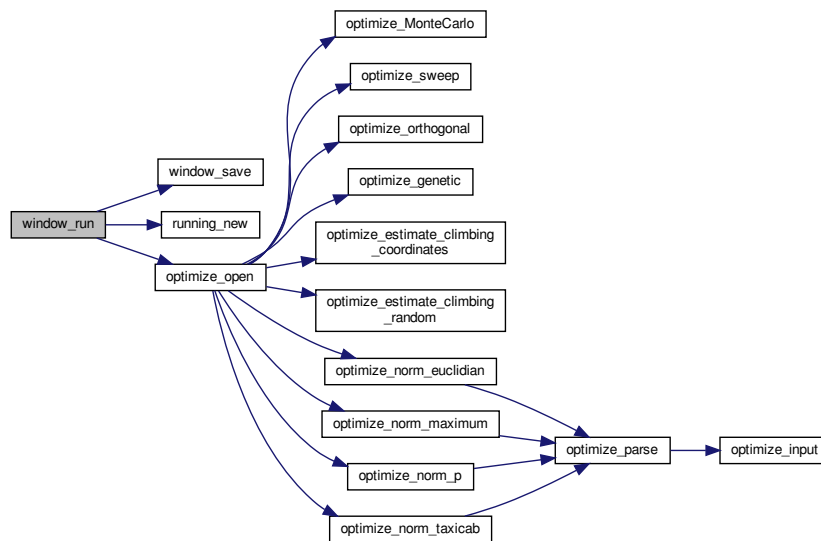 optimize_MonteCarlo
optimize_sweep
optimize_orthogonal
window_save
optimize_genetic
window_run
running_new
optimize_estimate_climbing
_coordinates
optimize_open
optimize_estimate_climbing
_random
optimize_norm_euclidian
optimize_norm_maximum
optimize_parse
optimize_input
optimize_norm_p
optimize_norm_taxicab